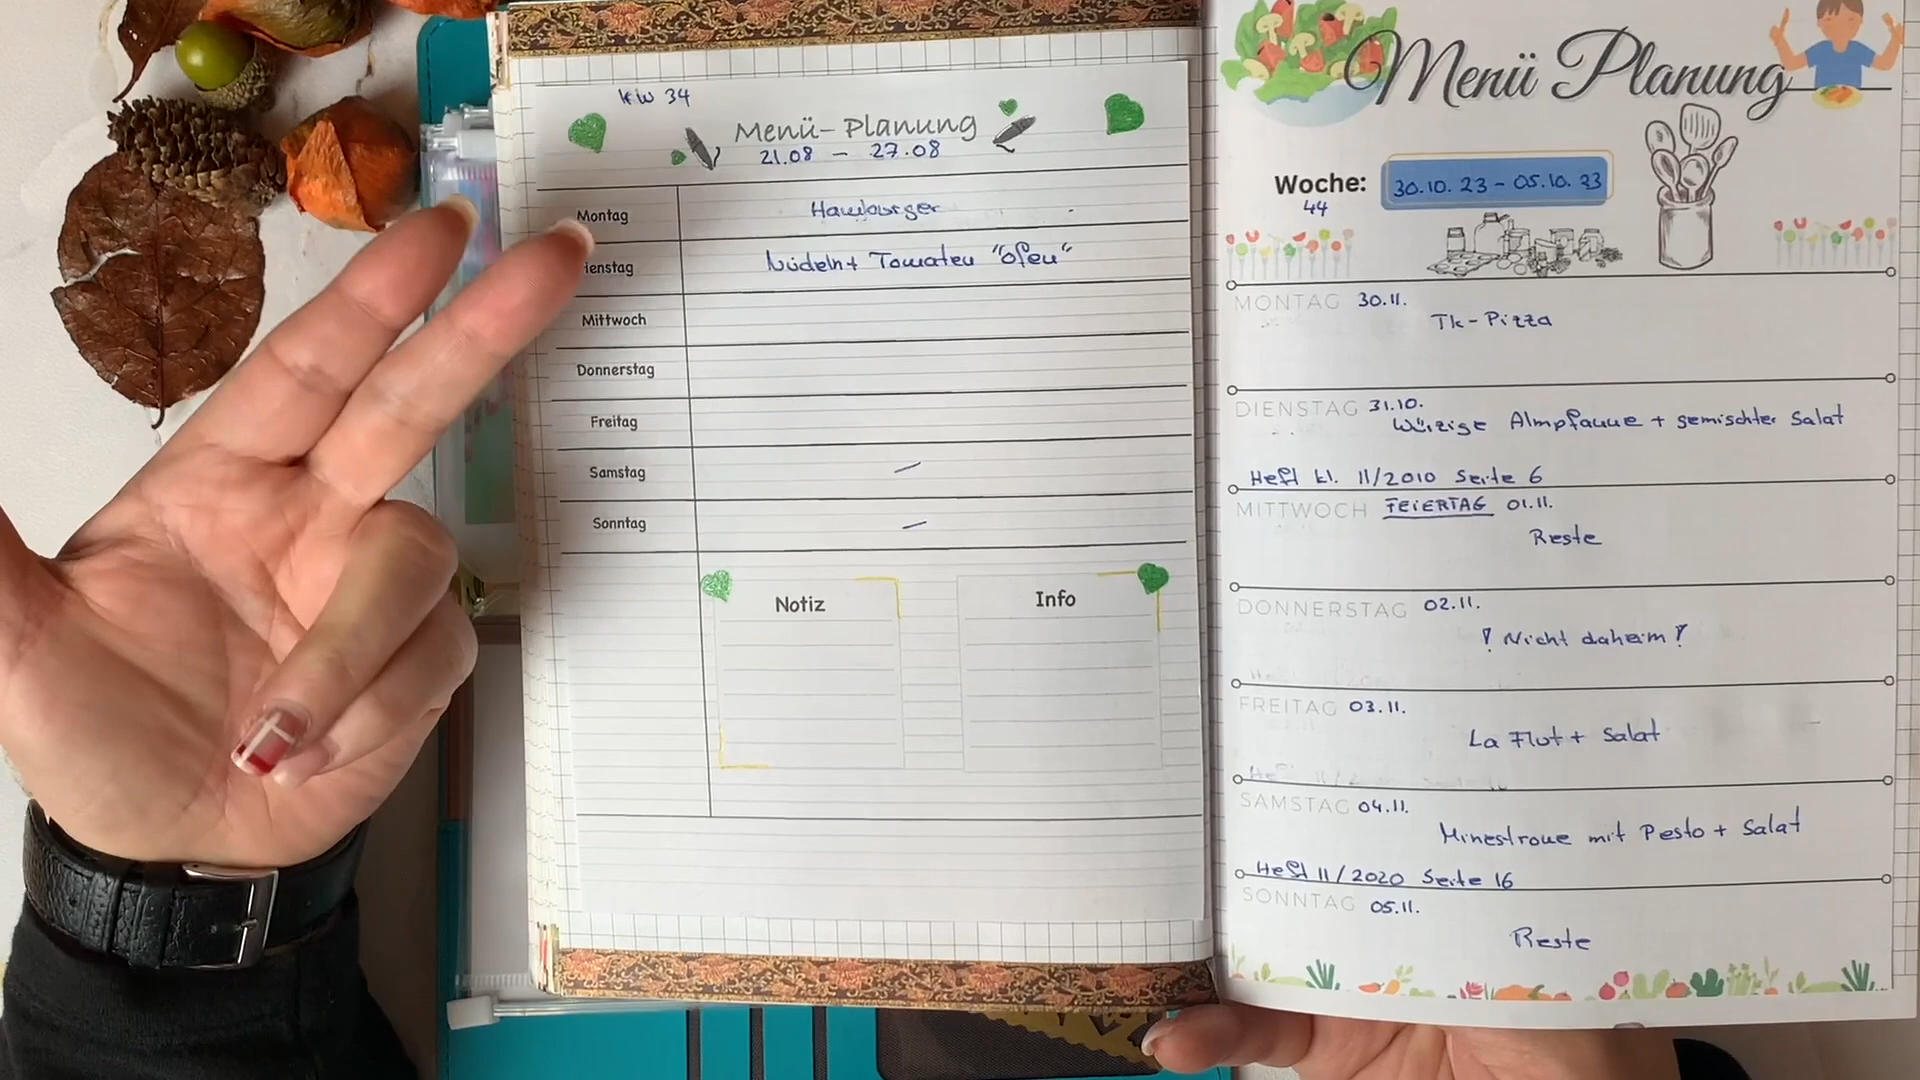 KW 34
Menü-Planung
21.08 - 27.08
Montag Hamburger
ienstag Nudeln + Tomaten "Ofen"
Mittwoch
Donnerstag
Freitag
Samstag —
Sonntag —
Notiz
Info
Menü Planung
Woche: 30.10.23 - 05.10.23
44
MONTAG 30.11.
Tk-Pizza
DIENSTAG 31.10.
Würzige Almpfanne + gemischter Salat
Heft kl. 11/2010 Seite 6
MITTWOCH FEIERTAG 01.11.
Reste
DONNERSTAG 02.11.
! Nicht daheim !
FREITAG 03.11.
La Flut + Salat
SAMSTAG 04.11.
Minestrone mit Pesto + Salat
Heft 11/2020 Seite 16
SONNTAG 05.11.
Reste